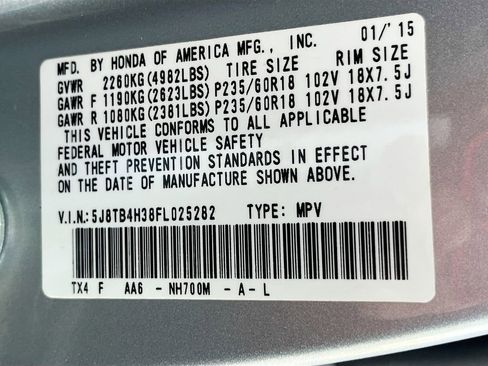 MFD. BY HONDA OF AMERICA MFG., INC. 01/'15
GVWR 2260KG(4982LBS) TIRE SIZE RIM SIZE
GAWR F 1190KG(2623LBS) P235/60R18 102V 18X7.5J
GAWR R 1080KG(2381LBS) P235/60R18 102V 18X7.5J
THIS VEHICLE CONFORMS TO ALL APPLICABLE
FEDERAL MOTOR VEHICLE SAFETY
AND THEFT PREVENTION STANDARDS IN EFFECT
ON THE DATE OF MANUFACTURE SHOWN ABOVE.
V.I.N.:5J8TB4H38FL025282 TYPE: MPV
TX4 F AA6 - NH700M - A - L